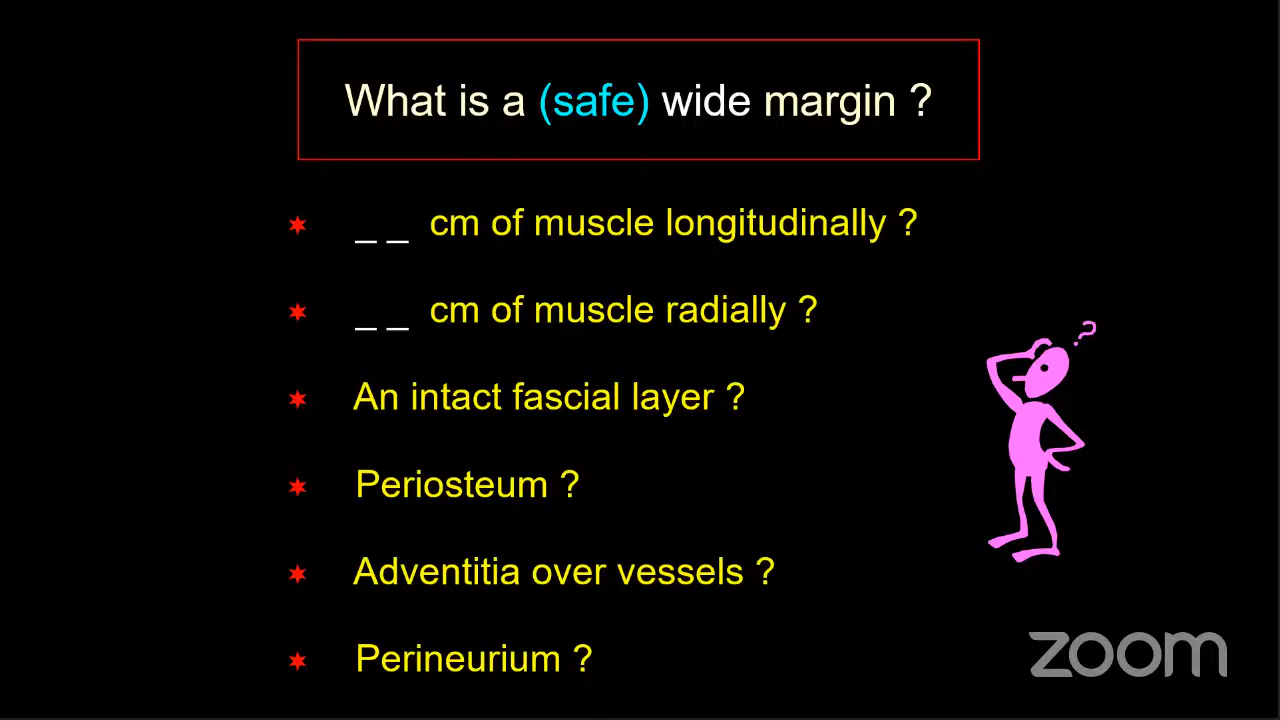 What is a (safe) wide margin ?
_ _ cm of muscle longitudinally ?
_ _ cm of muscle radially ?
An intact fascial layer ?
Periosteum ?
Adventitia over vessels ?
Perineurium ?
?
zoom